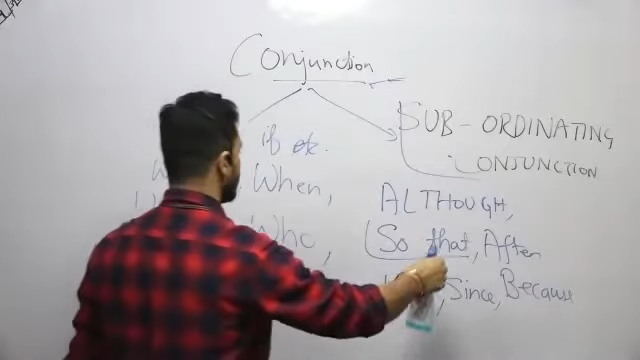 Conjunction
SUB-ORDINATING
CONJUNCTION
if etc.
When,
Who,
ALTHOUGH,
So that, After
Since, Because